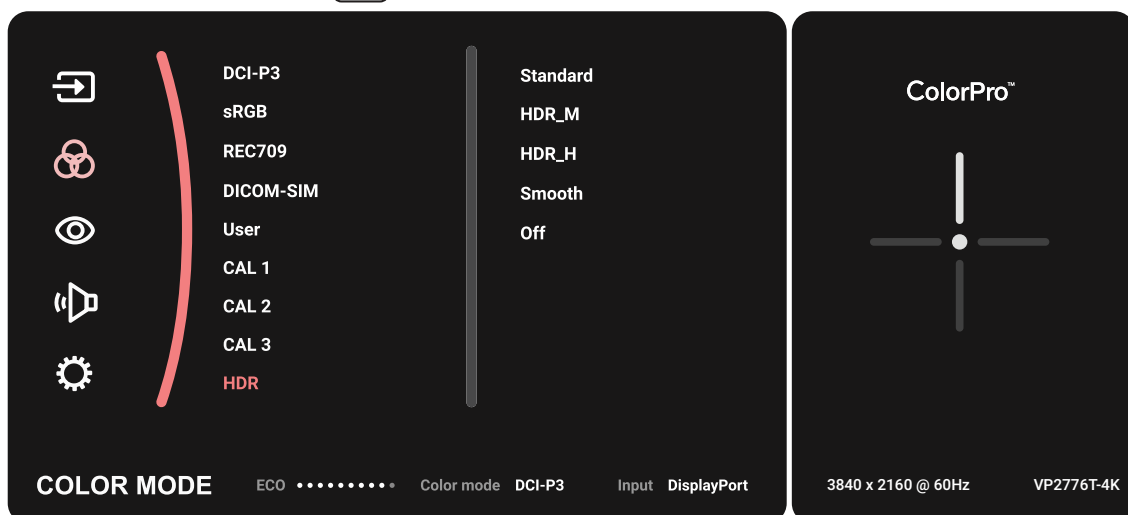 DCI-P3
sRGB
REC709
DICOM-SIM
User
CAL 1
CAL 2
CAL 3
HDR
Standard
HDR_M
HDR_H
Smooth
Off
COLOR MODE ECO Color mode DCI-P3 Input DisplayPort
ColorPro™
3840 x 2160 @ 60Hz VP2776T-4K